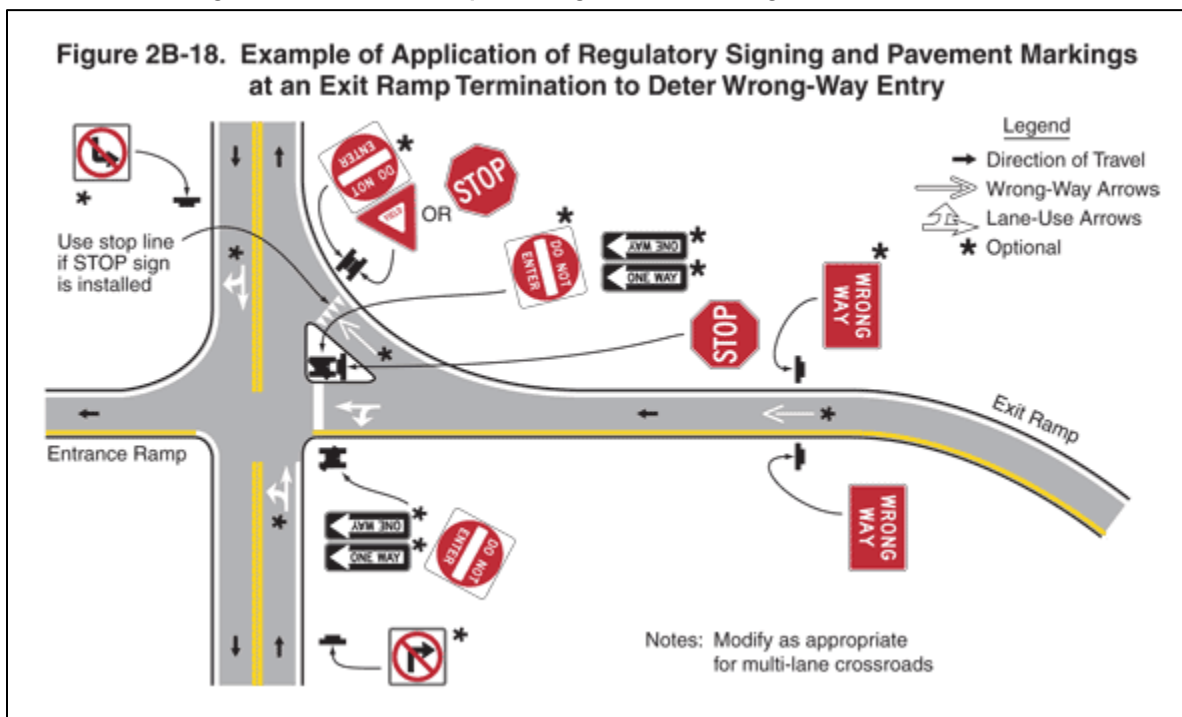 Figure 2B-18. Example of Application of Regulatory Signing and Pavement Markings
at an Exit Ramp Termination to Deter Wrong-Way Entry
Legend
Direction of Travel
Wrong-Way Arrows
Lane-Use Arrows
* Optional
*
DO NOT
ENTER
*
YIELD
OR
STOP
Use stop line
if STOP sign
is installed
*
DO NOT
ENTER
*
ONE WAY
*
ONE WAY
*
STOP
WRONG
WAY
*
*
*
*
Exit Ramp
Entrance Ramp
*
ONE WAY
*
ONE WAY
*
DO NOT
ENTER
WRONG
WAY
*
Notes: Modify as appropriate
for multi-lane crossroads